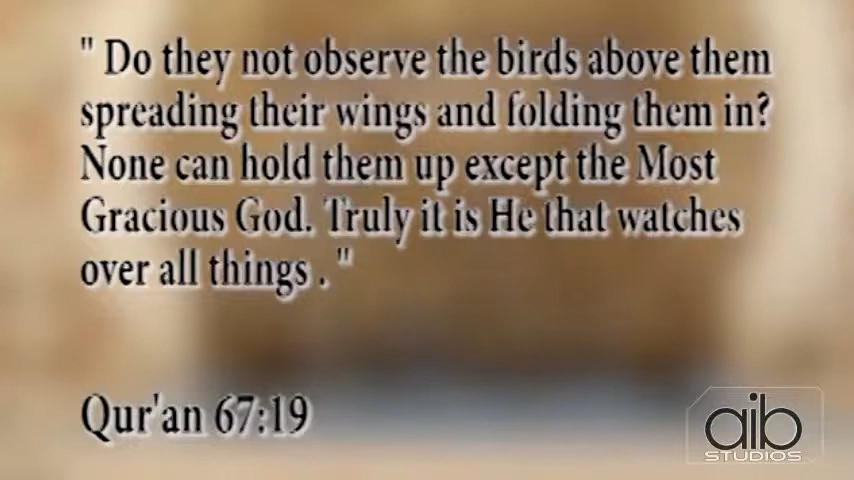 " Do they not observe the birds above them
spreading their wings and folding them in?
None can hold them up except the Most
Gracious God. Truly it is He that watches
over all things . "
Qur'an 67:19
aib
STUDIOS